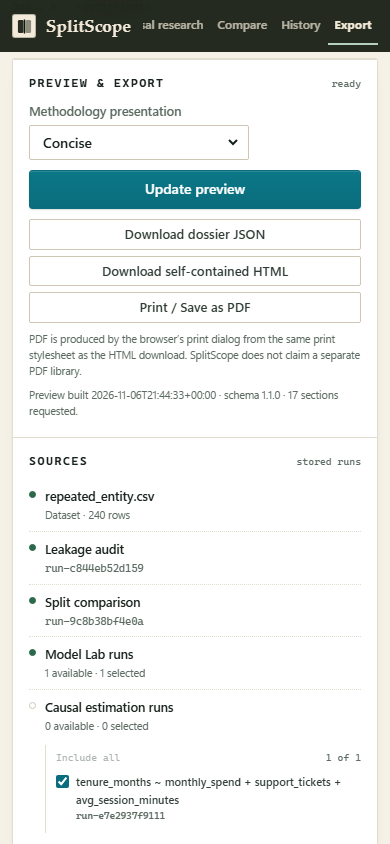 SplitScope
sal research
Compare
History
Export
PREVIEW & EXPORT
ready
Methodology presentation
Concise
Update preview
Download dossier JSON
Download self-contained HTML
Print / Save as PDF
PDF is produced by the browser's print dialog from the same print
stylesheet as the HTML download. SplitScope does not claim a separate
PDF library.
Preview built 2026-11-06T21:44:33+00:00 · schema 1.1.0 · 17 sections
requested.
SOURCES
stored runs
repeated_entity.csv
Dataset · 240 rows
Leakage audit
run-c844eb52d159
Split comparison
run-9c8b38bf4e0a
Model Lab runs
1 available · 1 selected
Causal estimation runs
0 available · 0 selected
Include all
1 of 1
tenure_months ~ monthly_spend + support_tickets +
avg_session_minutes
run-e7e2937f9111